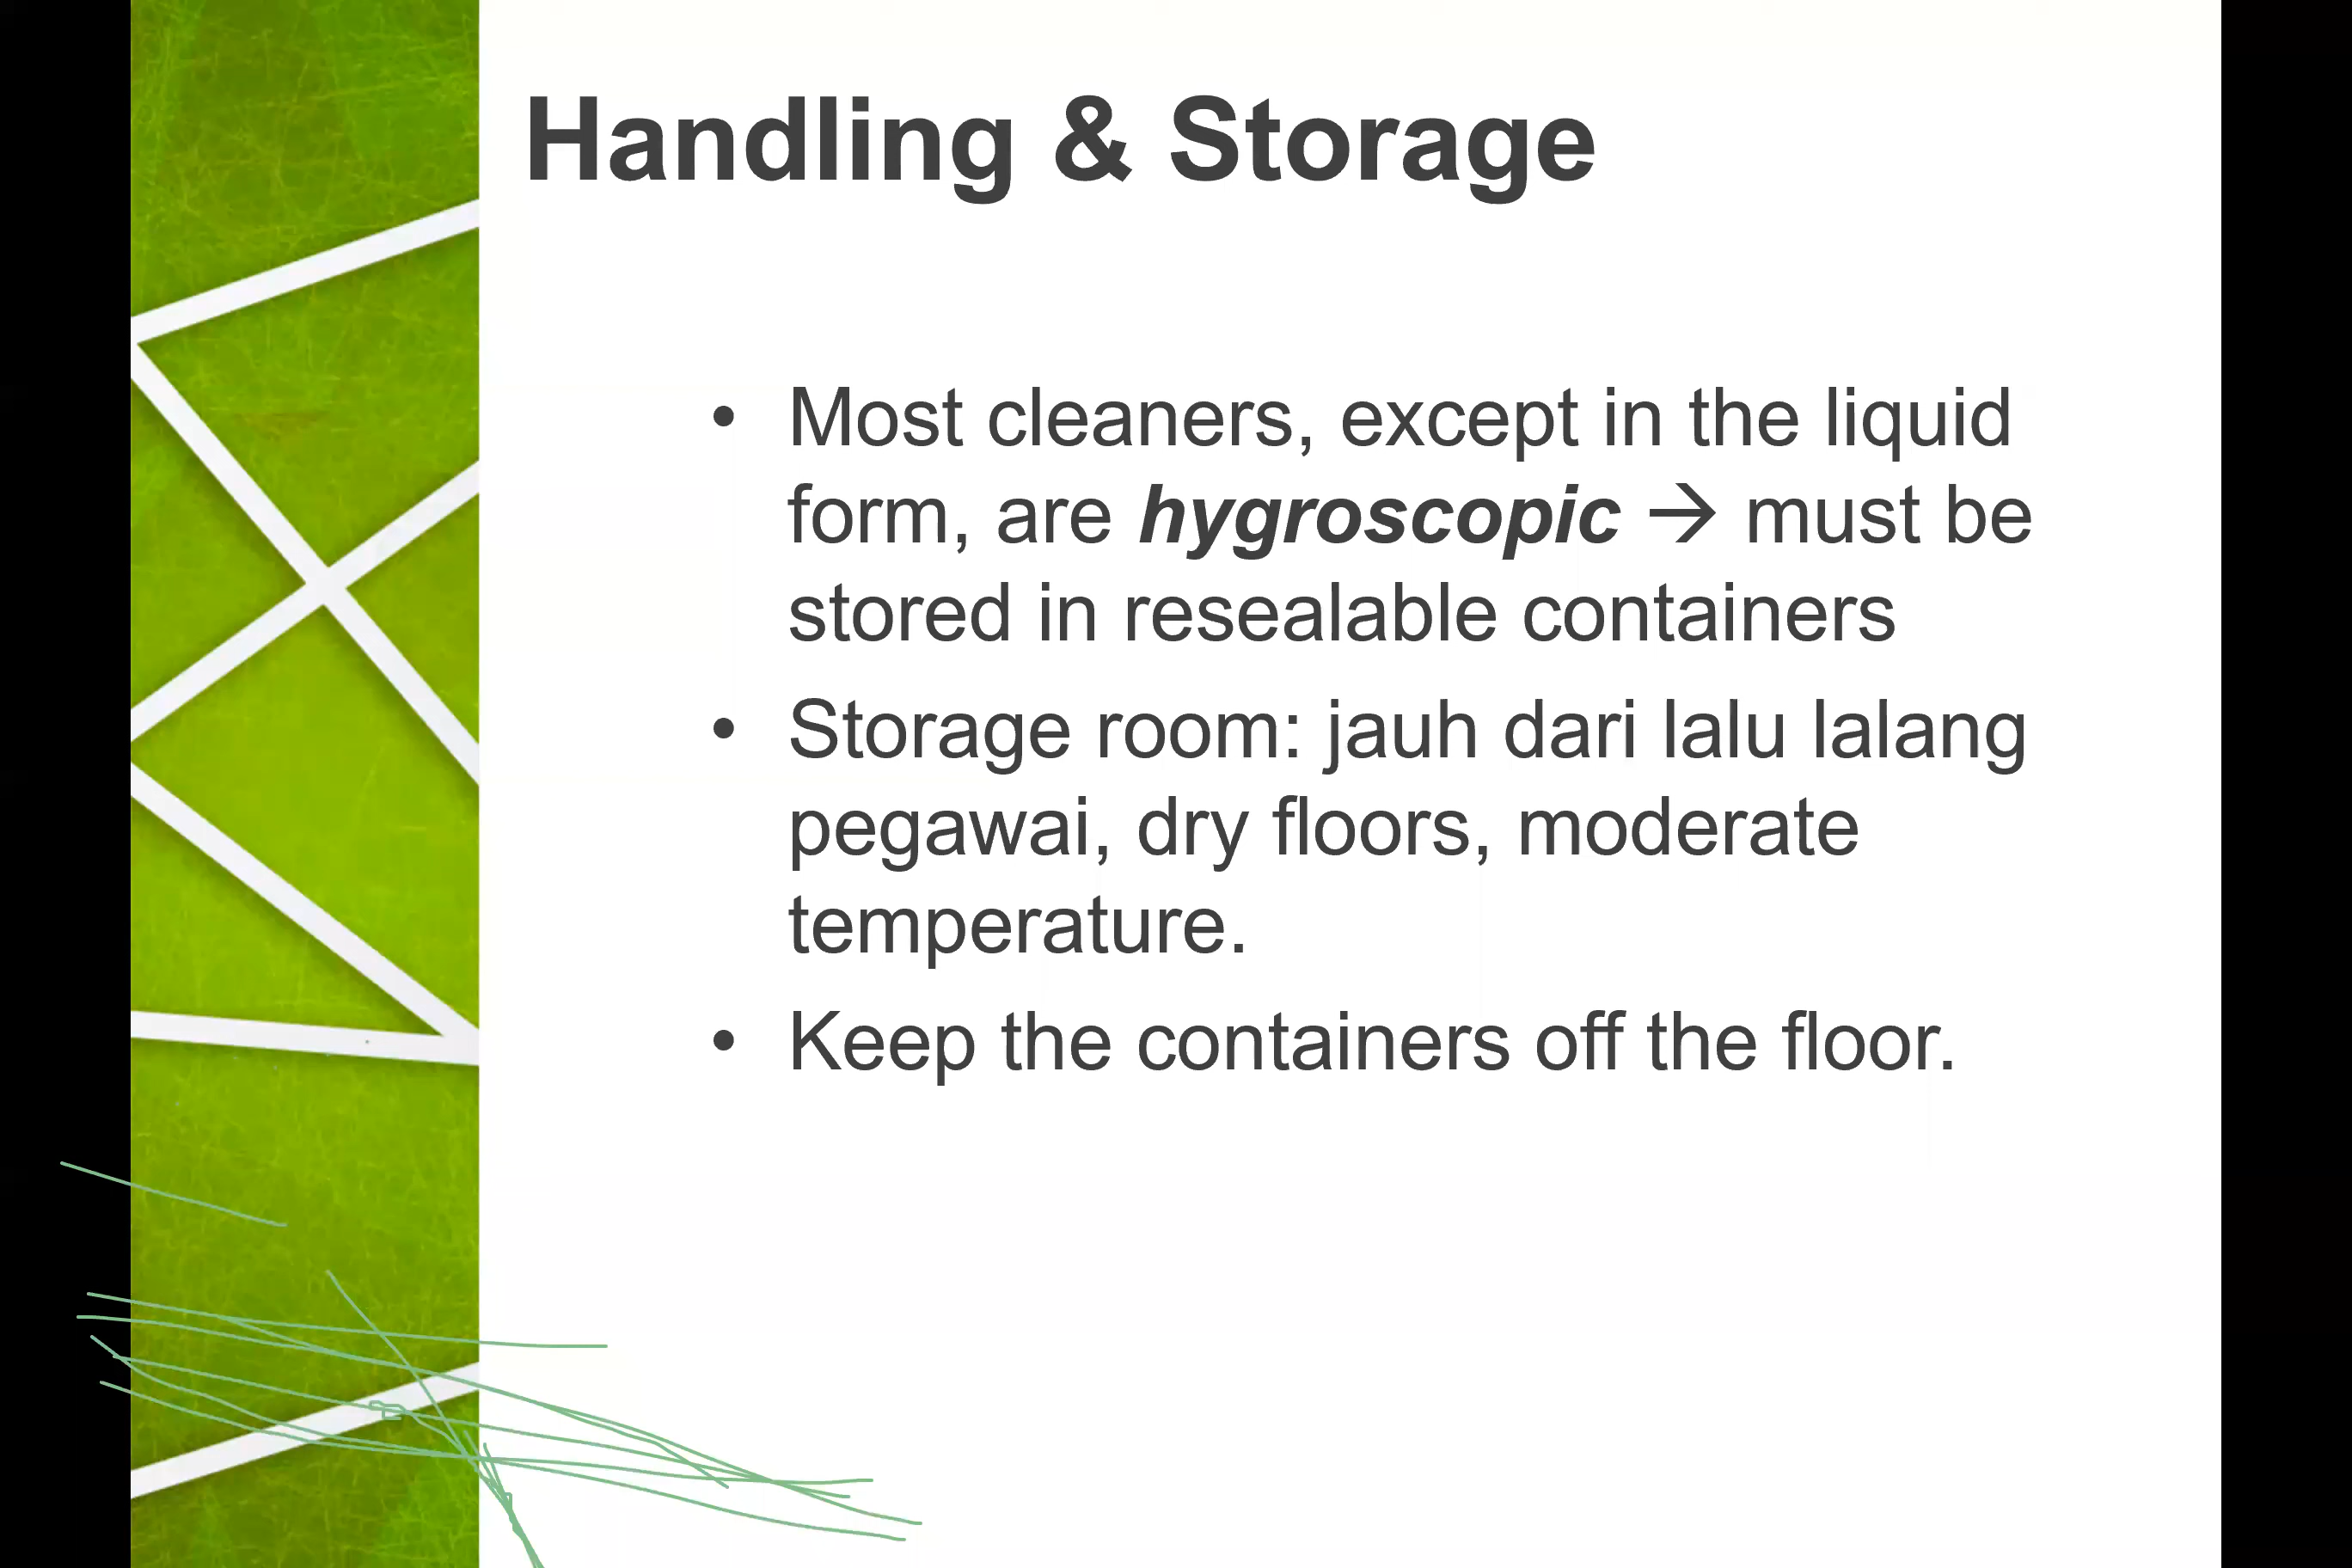 Handling & Storage
• Most cleaners, except in the liquid
form, are hygroscopic → must be
stored in resealable containers
• Storage room: jauh dari lalu lalang
pegawai, dry floors, moderate
temperature.
• Keep the containers off the floor.